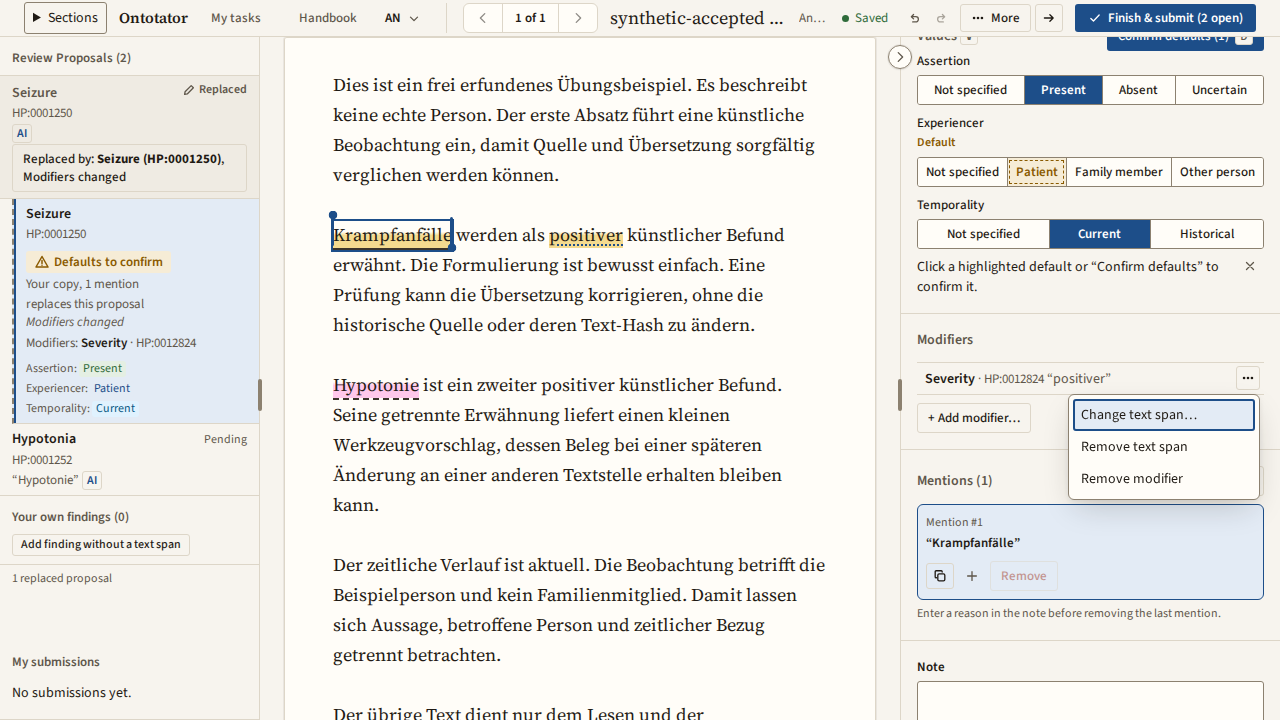 Sections
Ontotator
My tasks
Handbook
AN
1 of 1
synthetic-accepted ...
An...
Saved
More
Finish & submit (2 open)
Review Proposals (2)
Seizure
Replaced
HP:0001250
AI
Replaced by: Seizure (HP:0001250),
Modifiers changed
Seizure
HP:0001250
Defaults to confirm
Your copy, 1 mention
replaces this proposal
Modifiers changed
Modifiers: Severity · HP:0012824
Assertion: Present
Experiencer: Patient
Temporality: Current
Hypotonia
Pending
HP:0001252
“Hypotonie” AI
Your own findings (0)
Add finding without a text span
1 replaced proposal
My submissions
No submissions yet.
Dies ist ein frei erfundenes Übungsbeispiel. Es beschreibt
keine echte Person. Der erste Absatz führt eine künstliche
Beobachtung ein, damit Quelle und Übersetzung sorgfältig
verglichen werden können.
Krampfanfälle werden als positiver künstlicher Befund
erwähnt. Die Formulierung ist bewusst einfach. Eine
Prüfung kann die Übersetzung korrigieren, ohne die
historische Quelle oder deren Text-Hash zu ändern.
Hypotonie ist ein zweiter positiver künstlicher Befund.
Seine getrennte Erwähnung liefert einen kleinen
Werkzeugvorschlag, dessen Beleg bei einer späteren
Änderung an einer anderen Textstelle erhalten bleiben
kann.
Der zeitliche Verlauf ist aktuell. Die Beobachtung betrifft die
Beispielperson und kein Familienmitglied. Damit lassen
sich Aussage, betroffene Person und zeitlicher Bezug
getrennt betrachten.
Der übrige Text dient nur dem Lesen und der
Values
Confirm defaults (1)
Assertion
Not specified
Present
Absent
Uncertain
Experiencer
Default
Not specified
Patient
Family member
Other person
Temporality
Not specified
Current
Historical
Click a highlighted default or “Confirm defaults” to
confirm it.
Modifiers
Severity · HP:0012824 “positiver”
+ Add modifier...
Change text span...
Remove text span
Remove modifier
Mentions (1)
Mention #1
“Krampfanfälle”
Remove
Enter a reason in the note before removing the last mention.
Note